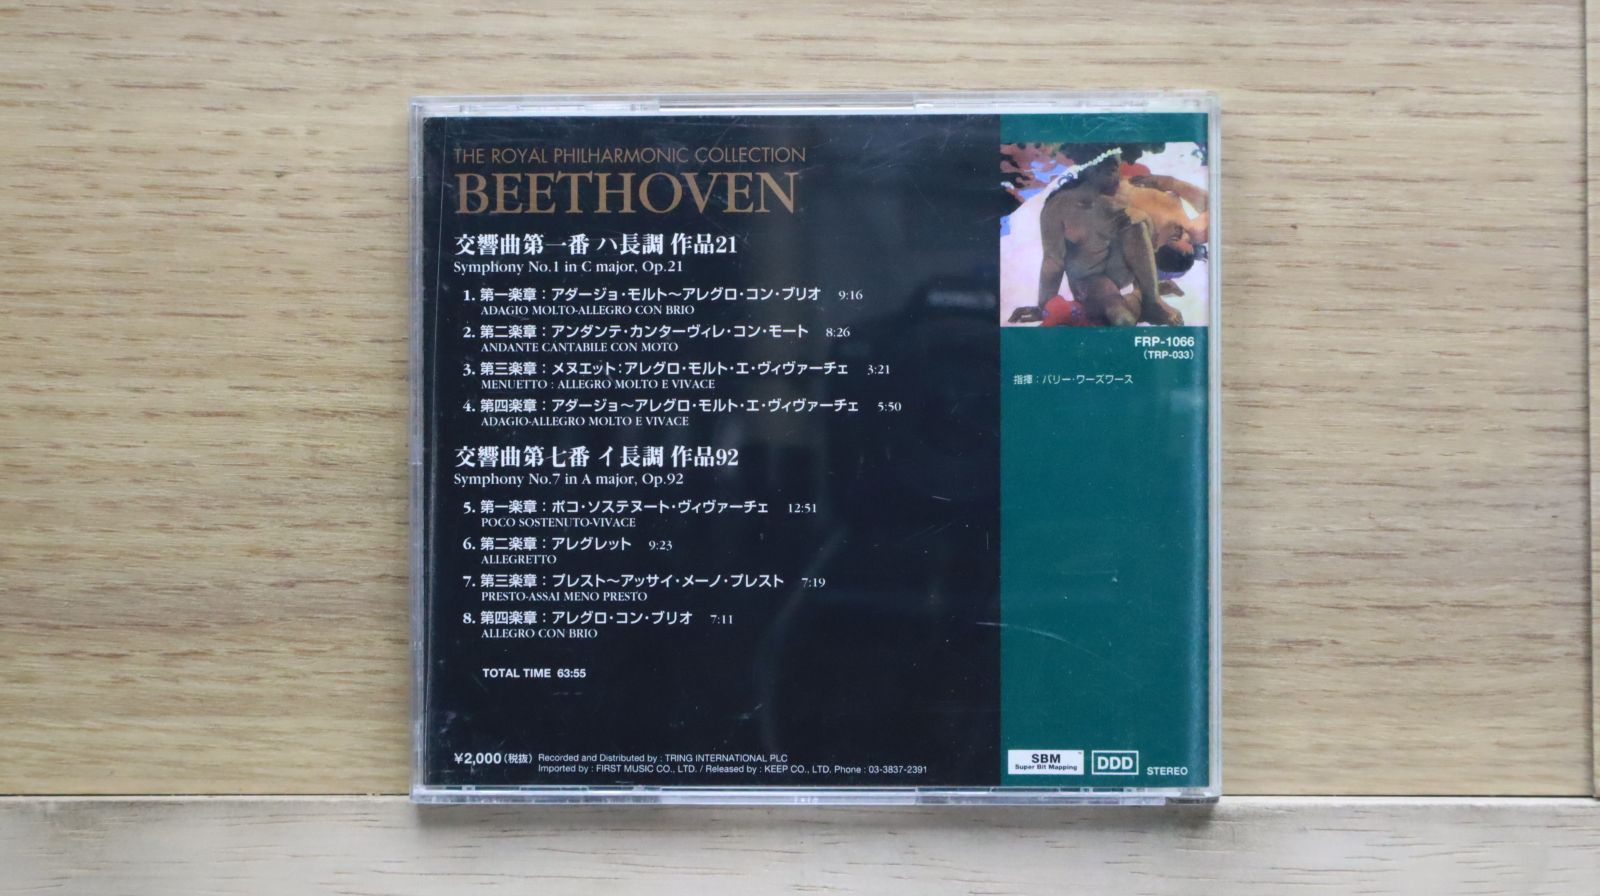 THE ROYAL PHILHARMONIC COLLECTION
BEETHOVEN
交響曲第一番 ハ長調 作品21
Symphony No.1 in C major, Op.21
1. 第一楽章：アダージョ・モルト～アレグロ・コン・ブリオ 9:16
ADAGIO MOLTO-ALLEGRO CON BRIO
2. 第二楽章：アンダンテ・カンターヴィレ・コン・モート 8:26
ANDANTE CANTABILE CON MOTO
3. 第三楽章：メヌエット：アレグロ・モルト・エ・ヴィヴァーチェ 3:21
MENUETTO : ALLEGRO MOLTO E VIVACE
4. 第四楽章：アダージョ～アレグロ・モルト・エ・ヴィヴァーチェ 5:50
ADAGIO-ALLEGRO MOLTO E VIVACE
交響曲第七番 イ長調 作品92
Symphony No.7 in A major, Op.92
5. 第一楽章：ポコ・ソステヌート・ヴィヴァーチェ 12:51
POCO SOSTENUTO-VIVACE
6. 第二楽章：アレグレット 9:23
ALLEGRETTO
7. 第三楽章：プレスト～アッサイ・メーノ・プレスト 7:19
PRESTO-ASSAI MENO PRESTO
8. 第四楽章：アレグロ・コン・ブリオ 7:11
ALLEGRO CON BRIO
TOTAL TIME 63:55
¥2,000(税抜)
Recorded and Distributed by : TRING INTERNATIONAL PLC
Imported by : FIRST MUSIC CO., LTD. / Released by : KEEP CO., LTD. Phone : 03-3837-2391
FRP-1066
(TRP-033)
指揮：バリー・ワーズワース
SBM
Super Bit Mapping
DDD
STEREO